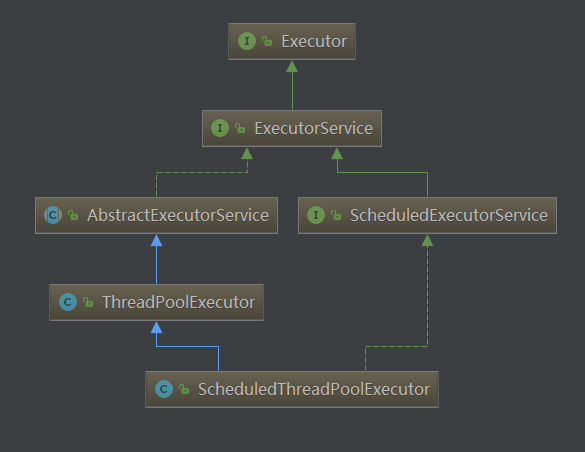 I Executor
I ExecutorService
C AbstractExecutorService
I ScheduledExecutorService
C ThreadPoolExecutor
C ScheduledThreadPoolExecutor